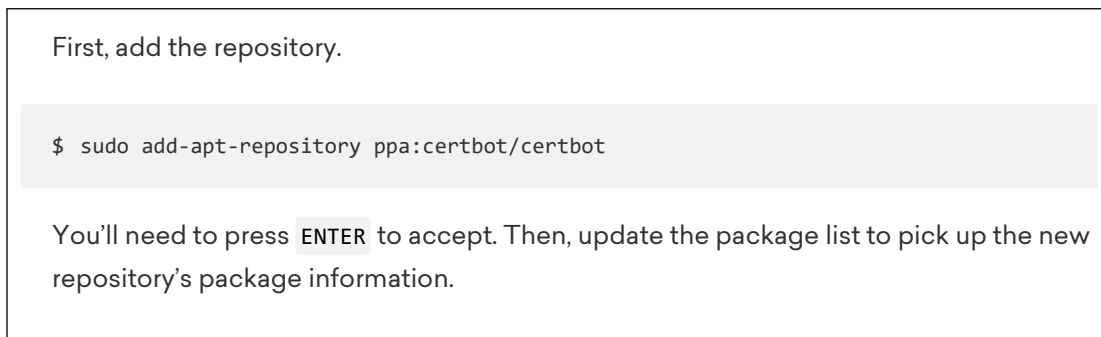 First, add the repository.
$ sudo add-apt-repository ppa:certbot/certbot
You’ll need to press ENTER to accept. Then, update the package list to pick up the new
repository’s package information.